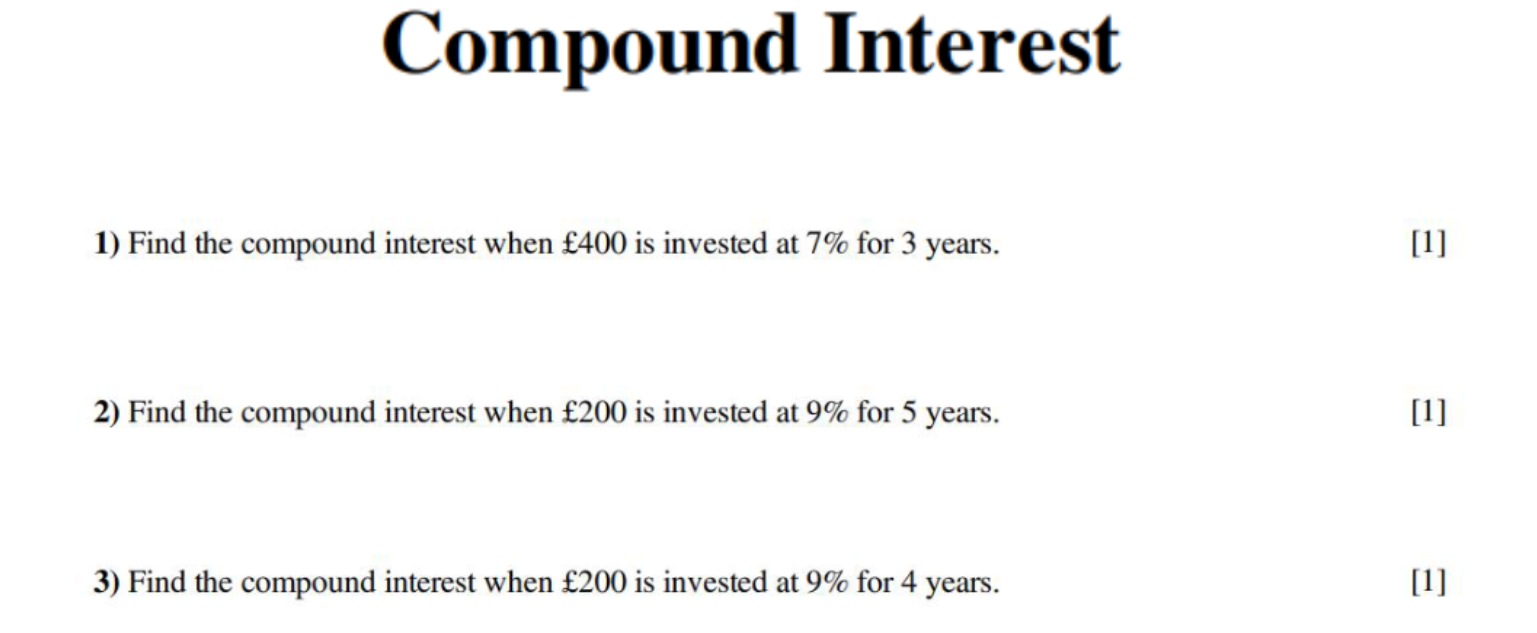 Compound Interest
1) Find the compound interest when £400 is invested at 7% for 3 years. [1]
2) Find the compound interest when £200 is invested at 9% for 5 years. [1]
3) Find the compound interest when £200 is invested at 9% for 4 years. [1]